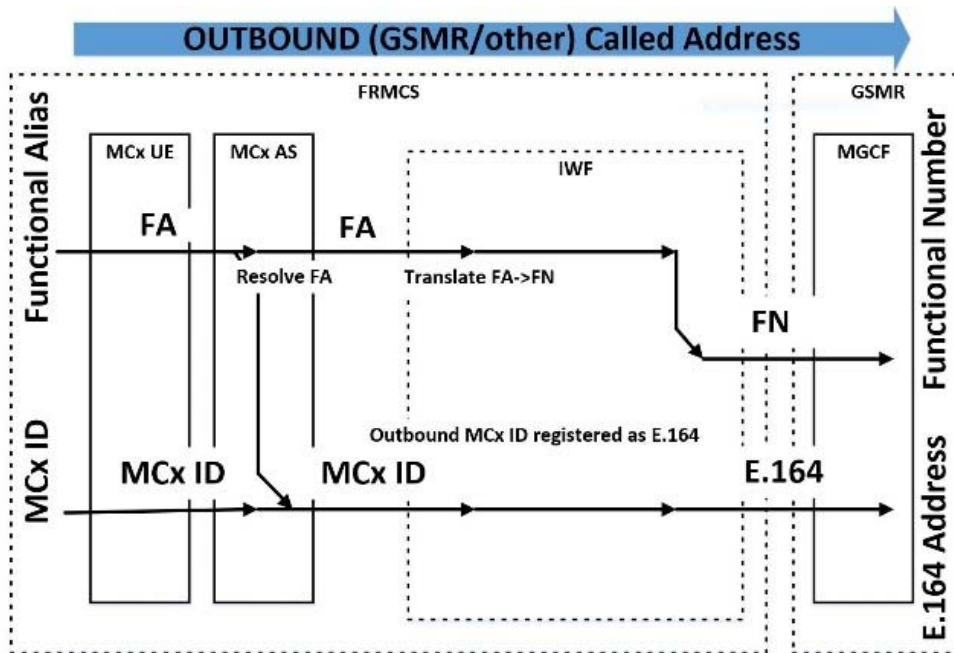 OUTBOUND (GSMR/other) Called Address
FRMCS
GSMR
Functional Alias
MCx UE
MCx AS
IWF
MGCF
Functional Number
FA
FA
Resolve FA
Translate FA->FN
FN
Outbound MCx ID registered as E.164
MCx ID
MCx ID
MCx ID
E.164
E.164 Address